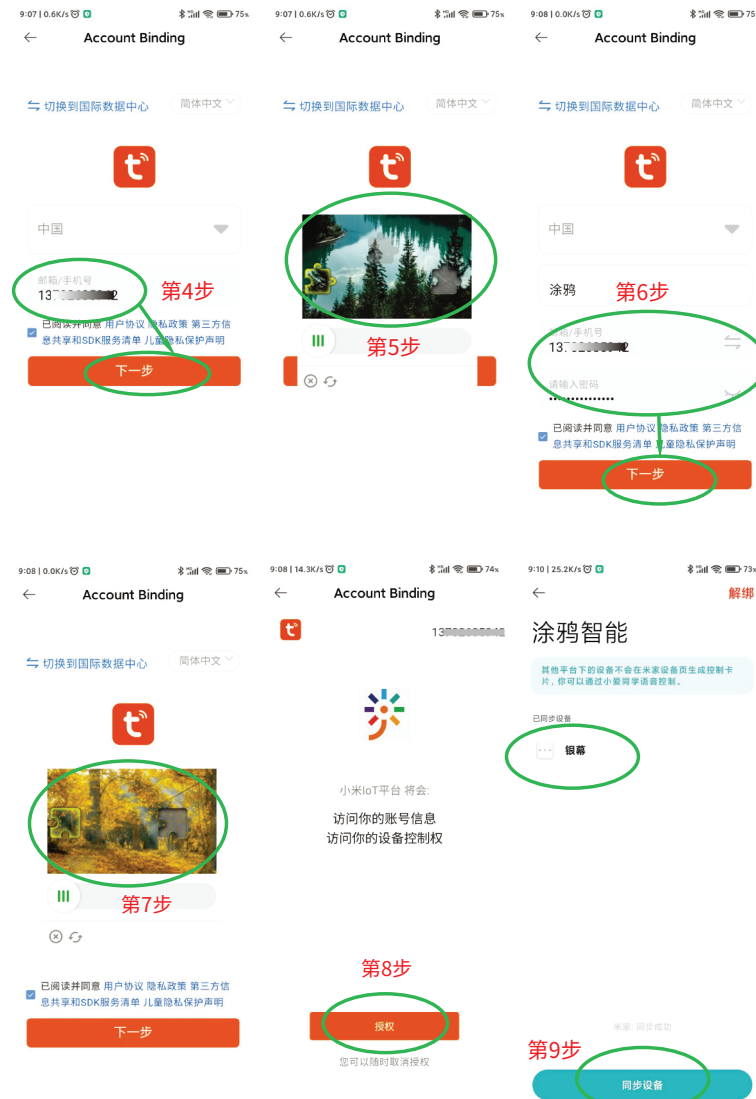 9:07 | 0.6K/s
75%
Account Binding
切换到国际数据中心
简体中文
中国
邮箱/手机号
第4步
已阅读并同意 用户协议 隐私政策 第三方信
息共享和SDK服务清单 儿童隐私保护声明
下一步
9:07 | 0.6K/s
75%
Account Binding
切换到国际数据中心
简体中文
第5步
9:08 | 0.0K/s
75
Account Binding
切换到国际数据中心
简体中文
中国
涂鸦
第6步
邮箱/手机号
请输入密码
已阅读并同意 用户协议 隐私政策 第三方信
息共享和SDK服务清单 儿童隐私保护声明
下一步
9:08 | 0.0K/s
75%
Account Binding
切换到国际数据中心
简体中文
第7步
已阅读并同意 用户协议 隐私政策 第三方信
息共享和SDK服务清单 儿童隐私保护声明
下一步
9:08 | 14.3K/s
74%
Account Binding
小米IoT平台 将会:
访问你的账号信息
访问你的设备控制权
第8步
授权
您可以随时取消授权
9:10 | 25.2K/s
73%
解绑
涂鸦智能
其他平台下的设备不会在米家设备页生成控制卡
片，你可以通过小爱同学语音控制。
已同步设备
银幕
米家: 同步成功
第9步
同步设备